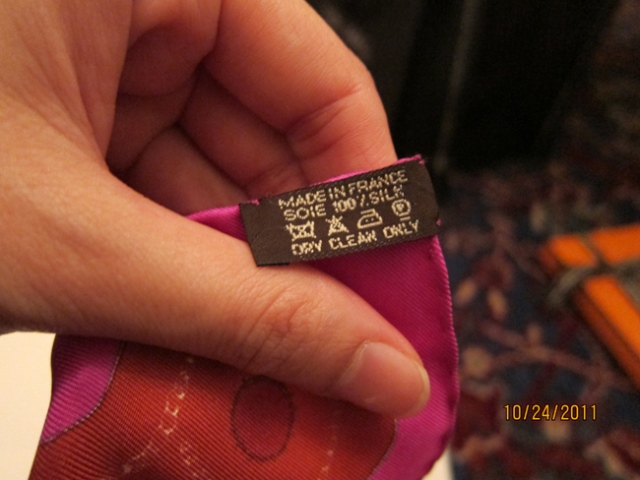 MADE IN FRANCE
SOIE 100% SILK
DRY CLEAN ONLY
10/24/2011